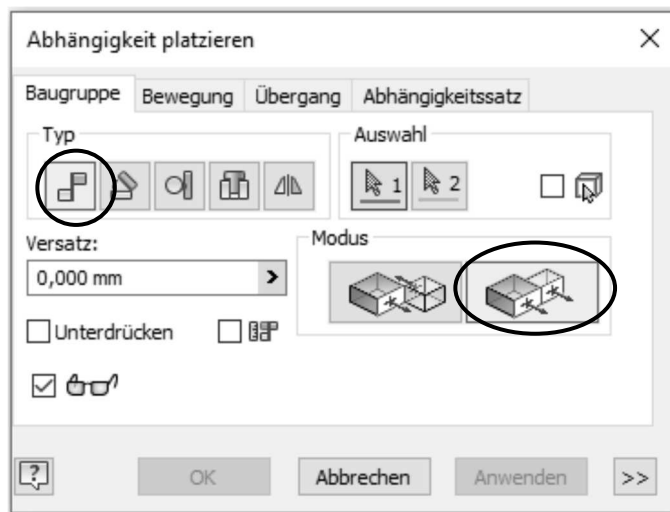 Abhängigkeit platzieren
Baugruppe Bewegung Übergang Abhängigkeitssatz
Typ Auswahl
1 2
Versatz: Modus
0,000 mm
Unterdrücken
? OK Abbrechen Anwenden >>